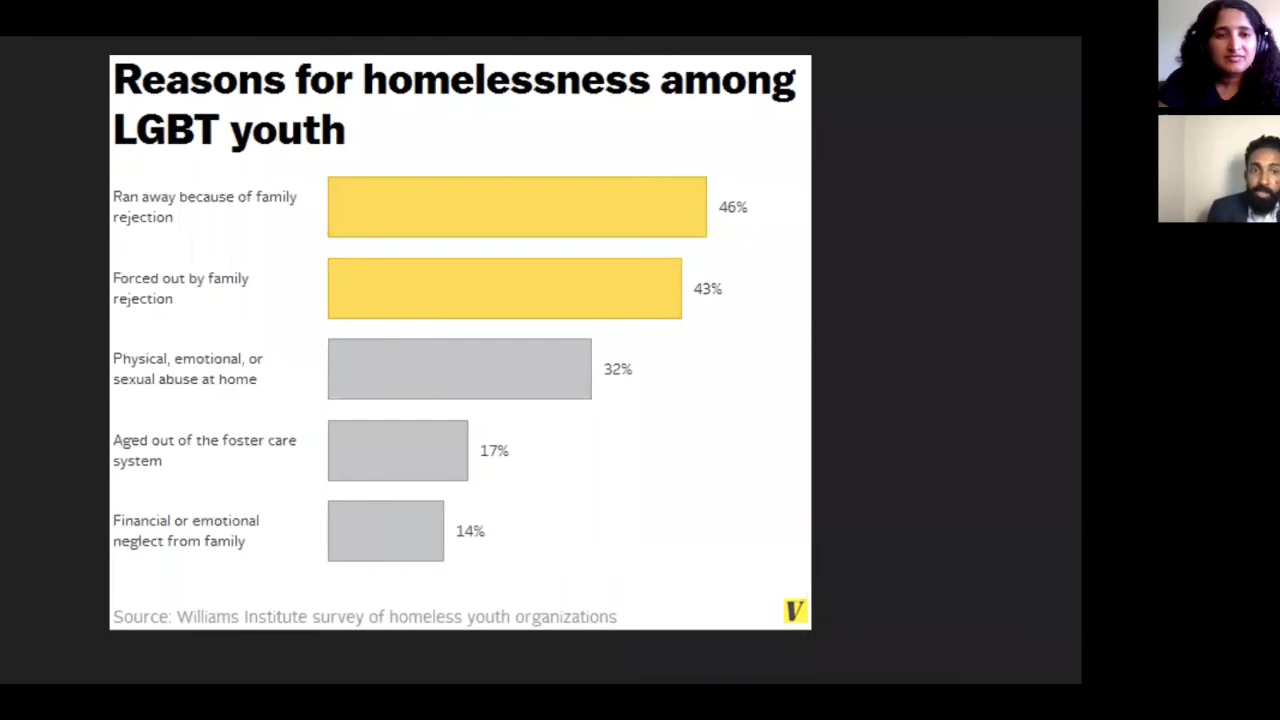 Reasons for homelessness among
LGBT youth
Ran away because of family
rejection
46%
Forced out by family
rejection
43%
Physical, emotional, or
sexual abuse at home
32%
Aged out of the foster care
system
17%
Financial or emotional
neglect from family
14%
Source: Williams Institute survey of homeless youth organizations
V